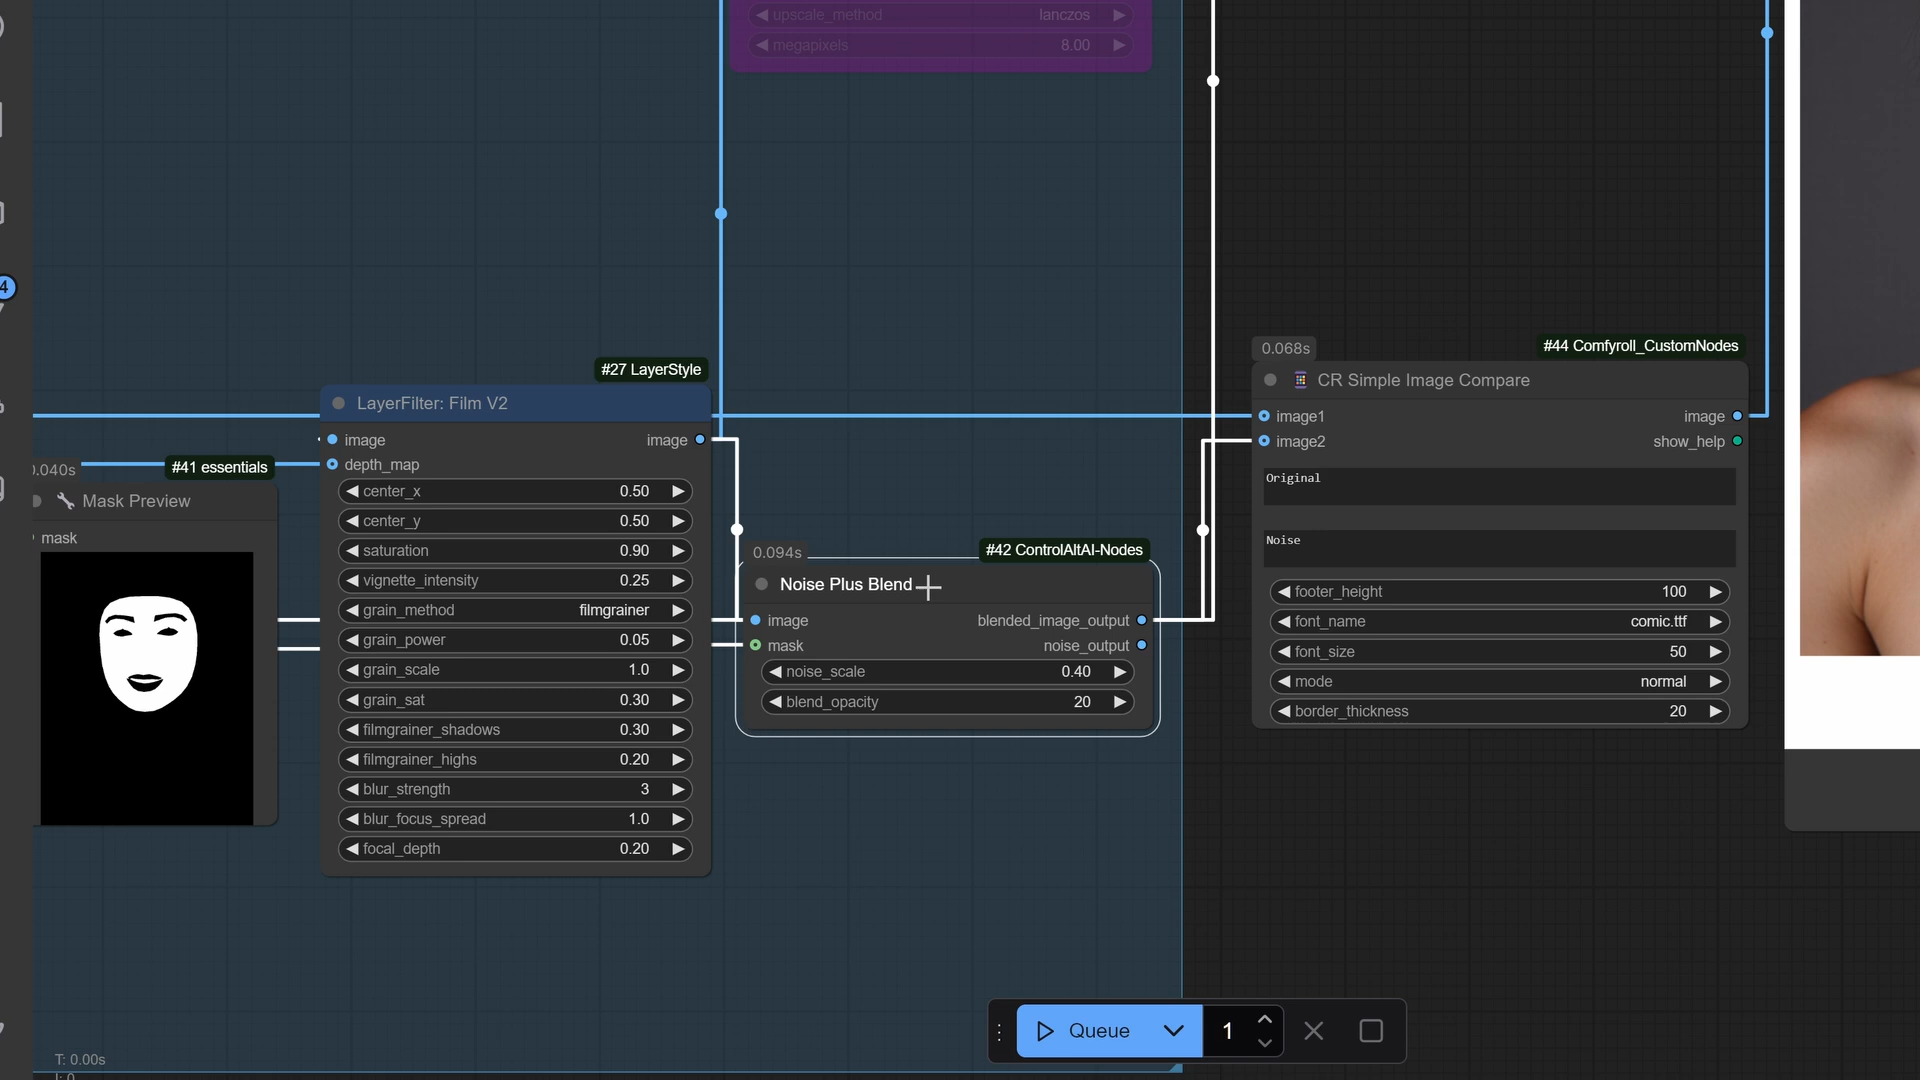 upscale_method lanczos
megapixels 8.00
4
0.068s
#44 Comfyroll_CustomNodes
CR Simple Image Compare
image1 image
image2 show_help
Original
Noise
footer_height 100
font_name comic.ttf
font_size 50
mode normal
border_thickness 20
#27 LayerStyle
LayerFilter: Film V2
image image
depth_map
center_x 0.50
center_y 0.50
saturation 0.90
vignette_intensity 0.25
grain_method filmgrainer
grain_power 0.05
grain_scale 1.0
grain_sat 0.30
filmgrainer_shadows 0.30
filmgrainer_highs 0.20
blur_strength 3
blur_focus_spread 1.0
focal_depth 0.20
0.040s
#41 essentials
Mask Preview
mask
0.094s
#42 ControlAltAI-Nodes
Noise Plus Blend
image blended_image_output
mask noise_output
noise_scale 0.40
blend_opacity 20
Queue 1
T: 0.00s